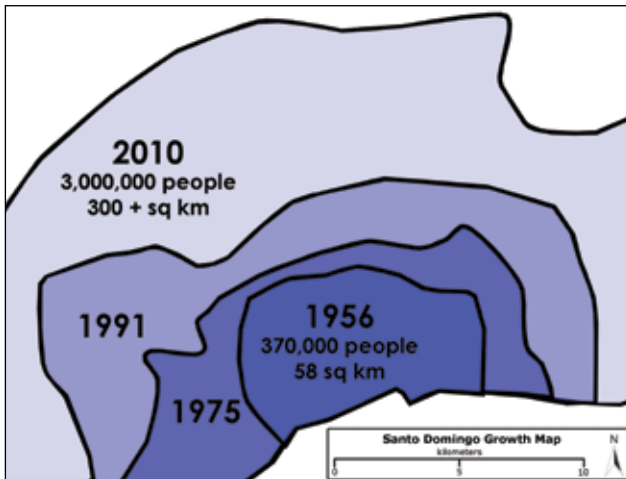 2010
3,000,000 people
300 + sq km
1991
1956
370,000 people
58 sq km
1975
Santo Domingo Growth Map
kilometers
0 5 10
N